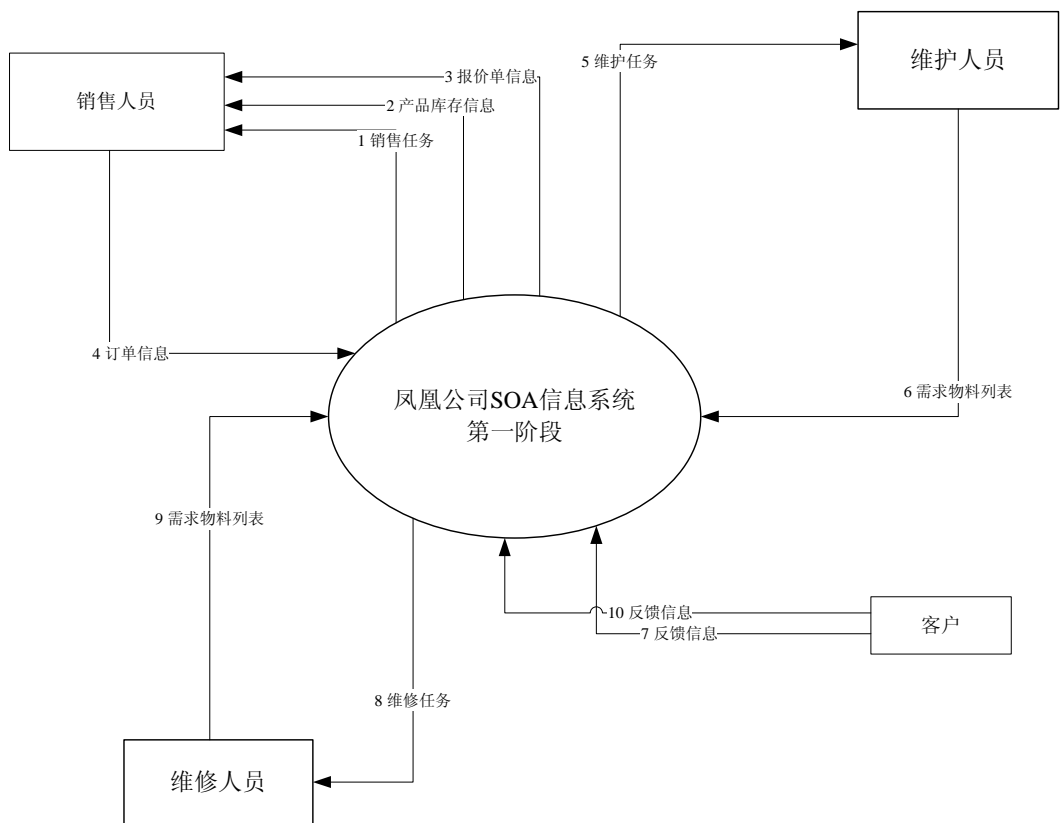 5 维护任务
维护人员
3 报价单信息
销售人员
2 产品库存信息
1 销售任务
4 订单信息
凤凰公司SOA信息系统
第一阶段
6 需求物料列表
9 需求物料列表
10 反馈信息
客户
7 反馈信息
8 维修任务
维修人员